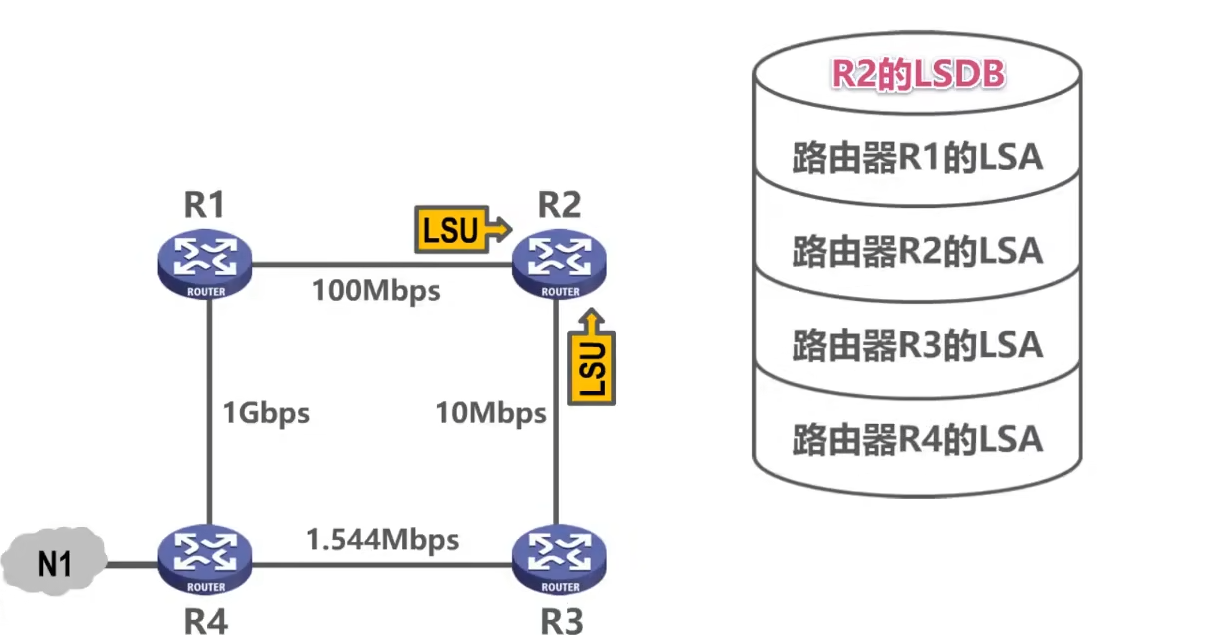 R2的LSDB
路由器R1的LSA
路由器R2的LSA
路由器R3的LSA
路由器R4的LSA
R1
R2
LSU
ROUTER
ROUTER
100Mbps
LSU
1Gbps
10Mbps
1.544Mbps
N1
ROUTER
ROUTER
R4
R3